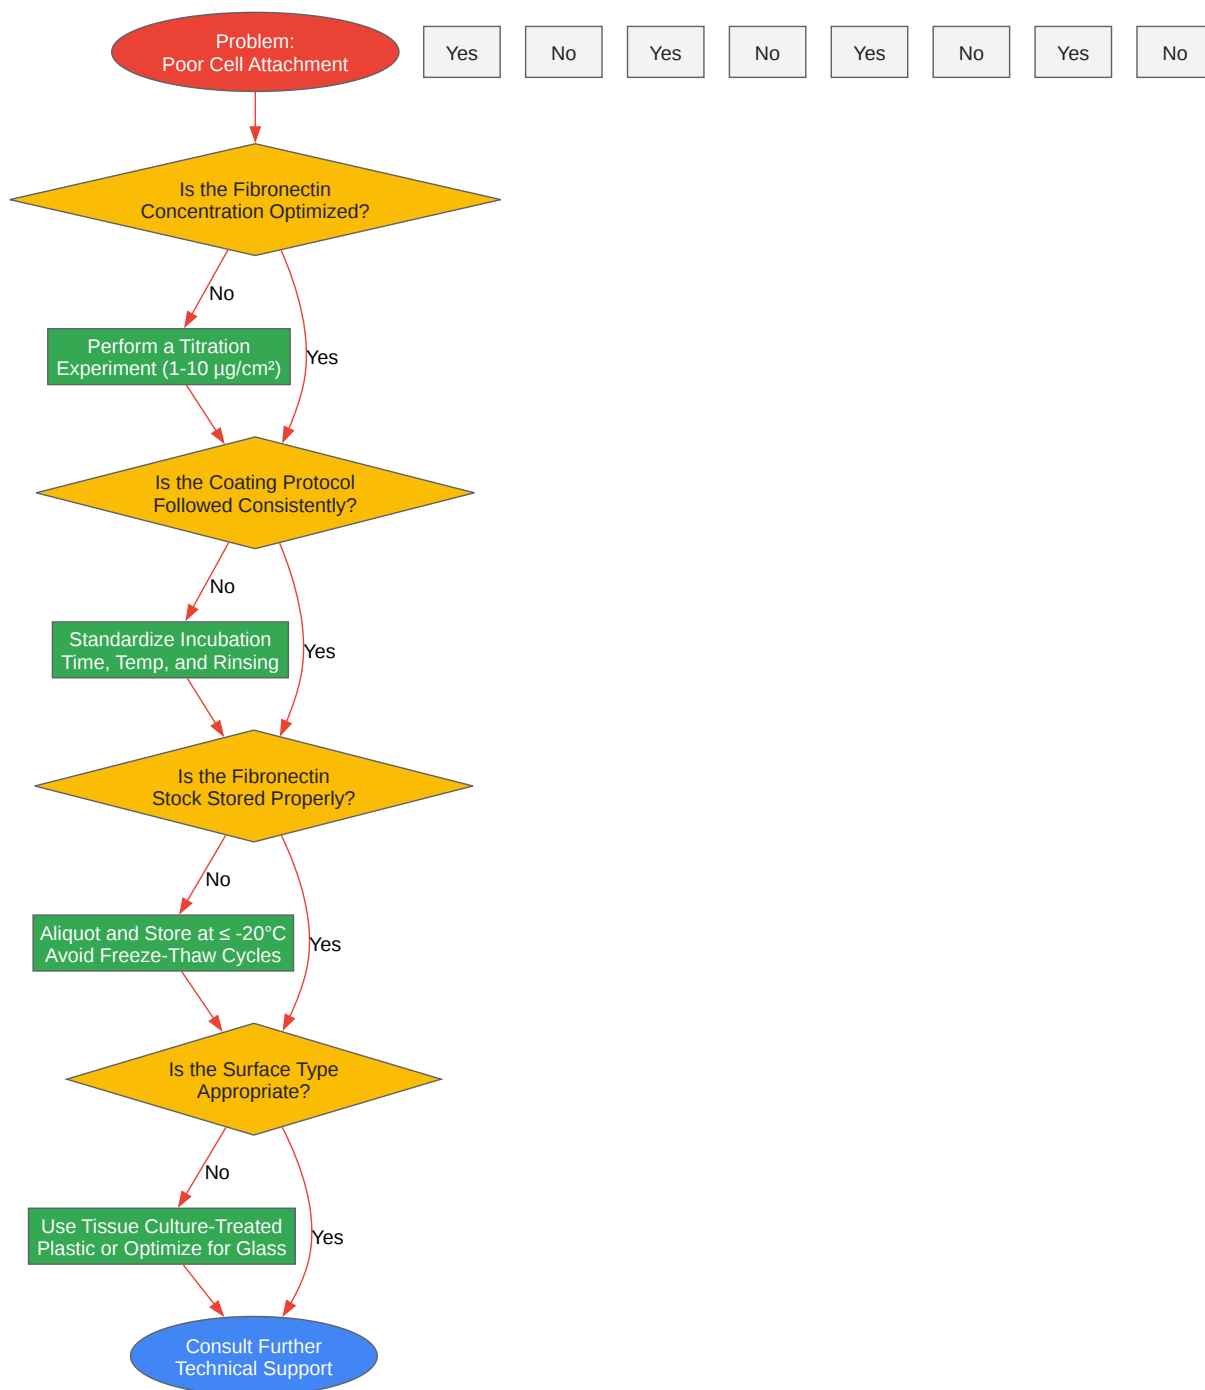 Problem:
Poor Cell Attachment
Yes
No
Yes
No
Yes
No
Yes
No
Is the Fibronectin
Concentration Optimized?
No
Perform a Titration
Experiment (1-10 µg/cm²)
Yes
Is the Coating Protocol
Followed Consistently?
No
Standardize Incubation
Time, Temp, and Rinsing
Yes
Is the Fibronectin
Stock Stored Properly?
No
Aliquot and Store at ≤ -20°C
Avoid Freeze-Thaw Cycles
Yes
Is the Surface Type
Appropriate?
No
Use Tissue Culture-Treated
Plastic or Optimize for Glass
Yes
Consult Further
Technical Support